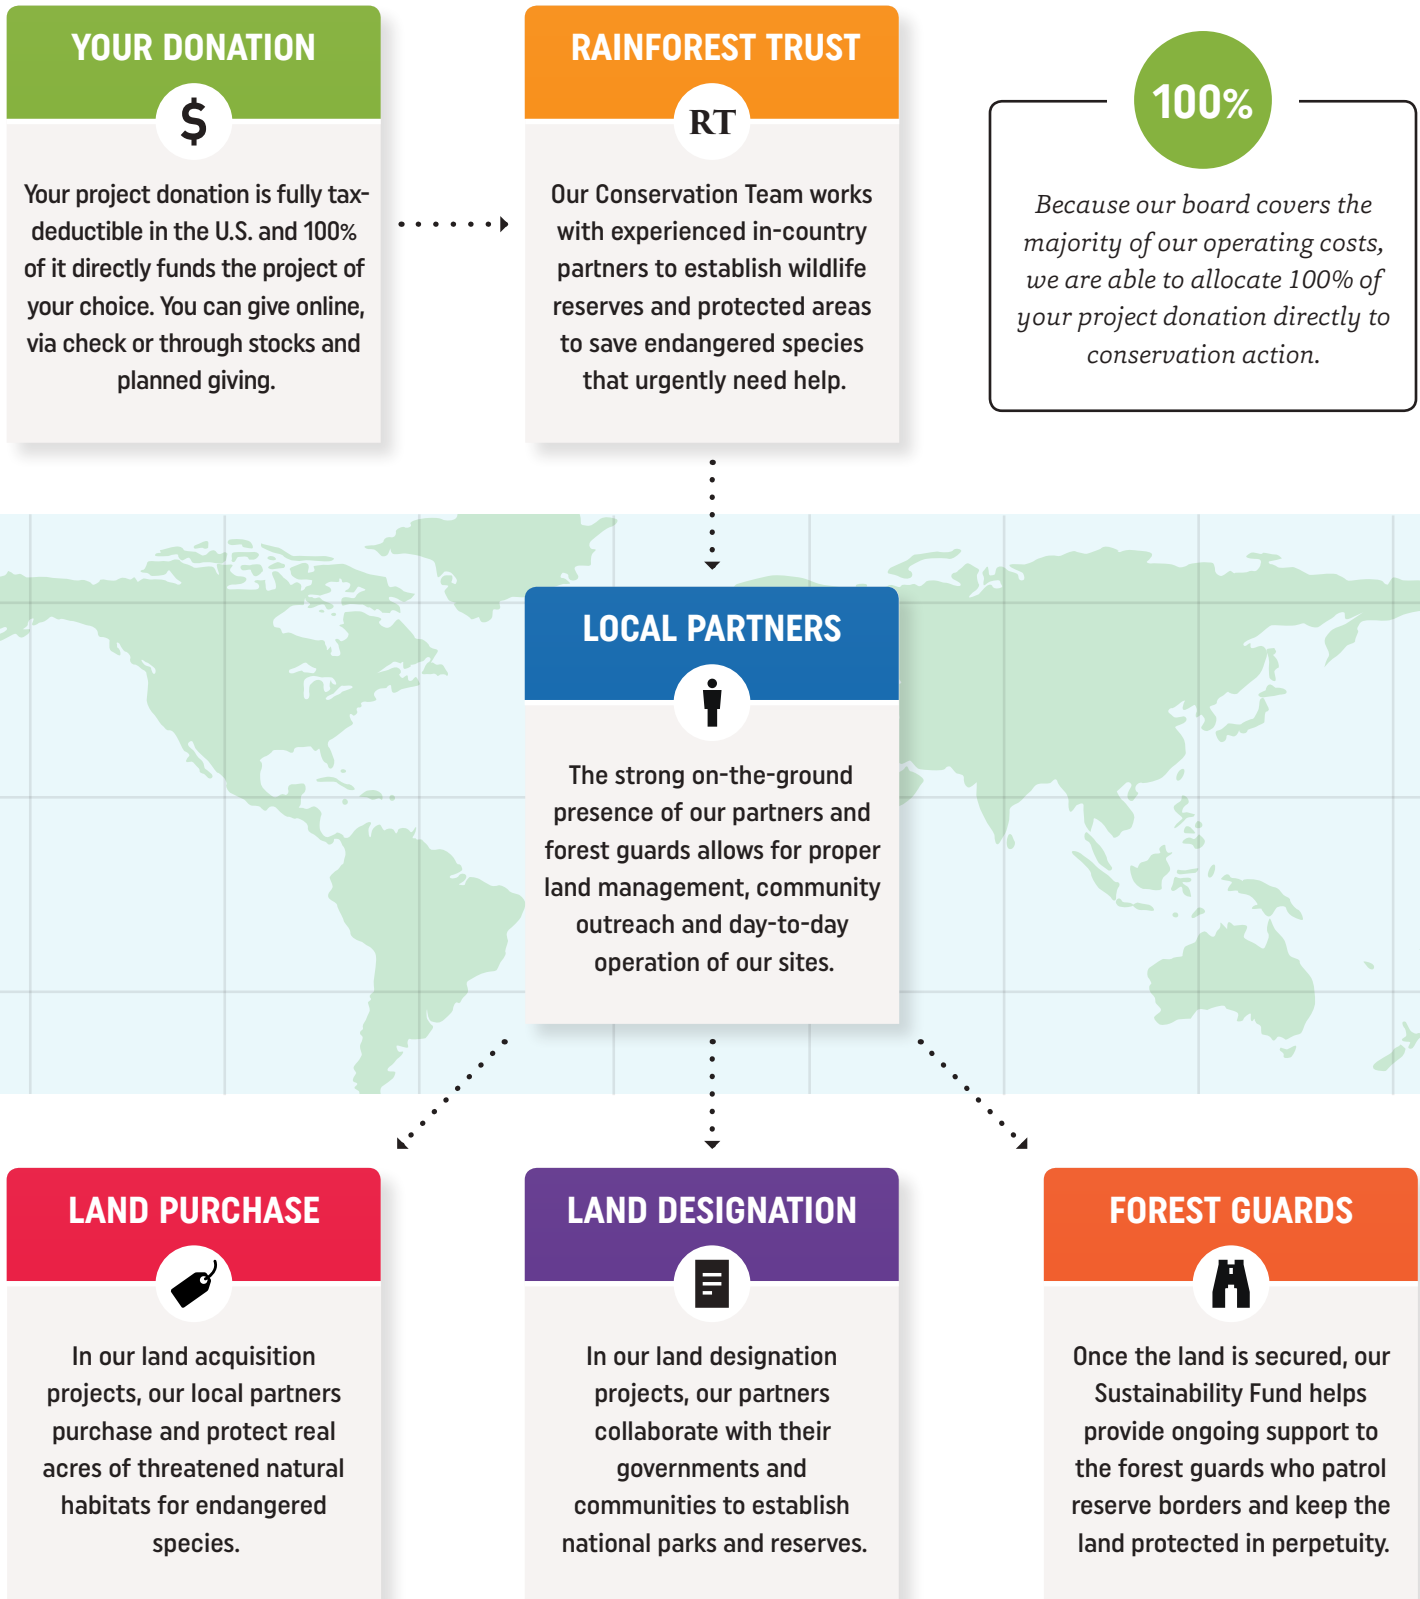 YOUR DONATION
$
Your project donation is fully tax-
deductible in the U.S. and 100%
of it directly funds the project of
your choice. You can give online,
via check or through stocks and
planned giving.
RAINFOREST TRUST
RT
Our Conservation Team works
with experienced in-country
partners to establish wildlife
reserves and protected areas
to save endangered species
that urgently need help.
100%
Because our board covers the
majority of our operating costs,
we are able to allocate 100% of
your project donation directly to
conservation action.
LOCAL PARTNERS
The strong on-the-ground
presence of our partners and
forest guards allows for proper
land management, community
outreach and day-to-day
operation of our sites.
LAND PURCHASE
In our land acquisition
projects, our local partners
purchase and protect real
acres of threatened natural
habitats for endangered
species.
LAND DESIGNATION
In our land designation
projects, our partners
collaborate with their
governments and
communities to establish
national parks and reserves.
FOREST GUARDS
Once the land is secured, our
Sustainability Fund helps
provide ongoing support to
the forest guards who patrol
reserve borders and keep the
land protected in perpetuity.